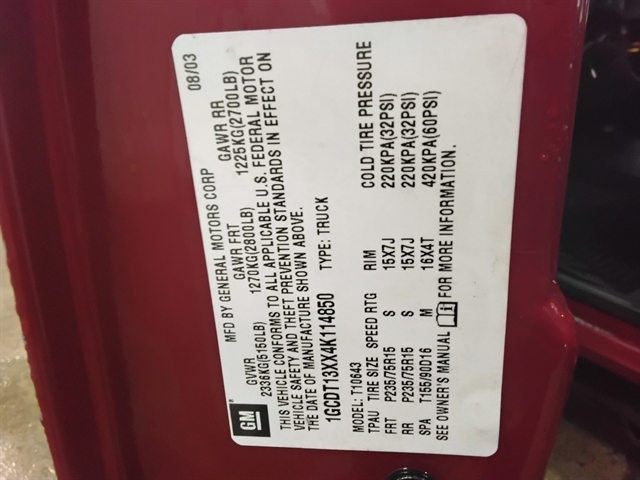 GM
MFD BY GENERAL MOTORS CORP 08/03
GVWR GAWR FRT GAWR RR
2336KG(5150LB) 1270KG(2800LB) 1225KG(2700LB)
THIS VEHICLE CONFORMS TO ALL APPLICABLE U.S. FEDERAL MOTOR
VEHICLE SAFETY AND THEFT PREVENTION STANDARDS IN EFFECT ON
THE DATE OF MANUFACTURE SHOWN ABOVE.
1GCDT13XX4K114850 TYPE: TRUCK
MODEL: T10643
TPAU TIRE SIZE SPEED RTG RIM COLD TIRE PRESSURE
FRT P235/75R15 S 15X7J 220KPA(32PSI)
RR P235/75R15 S 15X7J 220KPA(32PSI)
SPA T155/90D16 M 16X4T 420KPA(60PSI)
SEE OWNER'S MANUAL FOR MORE INFORMATION.